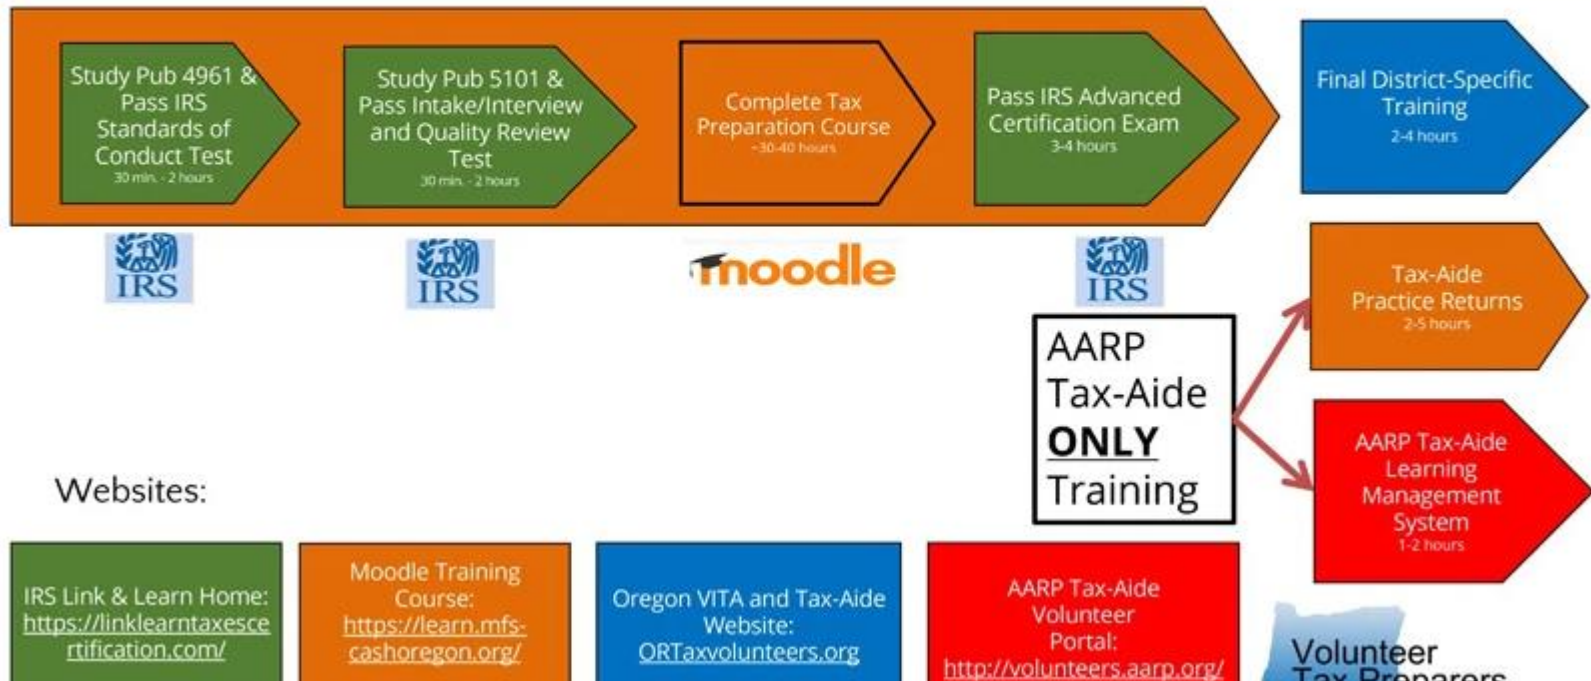 Study Pub 4961 &
Pass IRS
Standards of
Conduct Test
30 min. - 2 hours
Study Pub 5101 &
Pass Intake/Interview
and Quality Review
Test
30 min. - 2 hours
Complete Tax
Preparation Course
~30-40 hours
Pass IRS Advanced
Certification Exam
3-4 hours
Final District-Specific
Training
2-4 hours
IRS
IRS
moodle
IRS
Tax-Aide
Practice Returns
2-5 hours
AARP
Tax-Aide
ONLY
Training
AARP Tax-Aide
Learning
Management
System
1-2 hours
Websites:
IRS Link & Learn Home:
https://linklearntaxesce
rtification.com/
Moodle Training
Course:
https://learn.mfs-
cashoregon.org/
Oregon VITA and Tax-Aide
Website:
ORTaxvolunteers.org
AARP Tax-Aide
Volunteer
Portal:
http://volunteers.aarp.org/
Volunteer
Tax Preparers